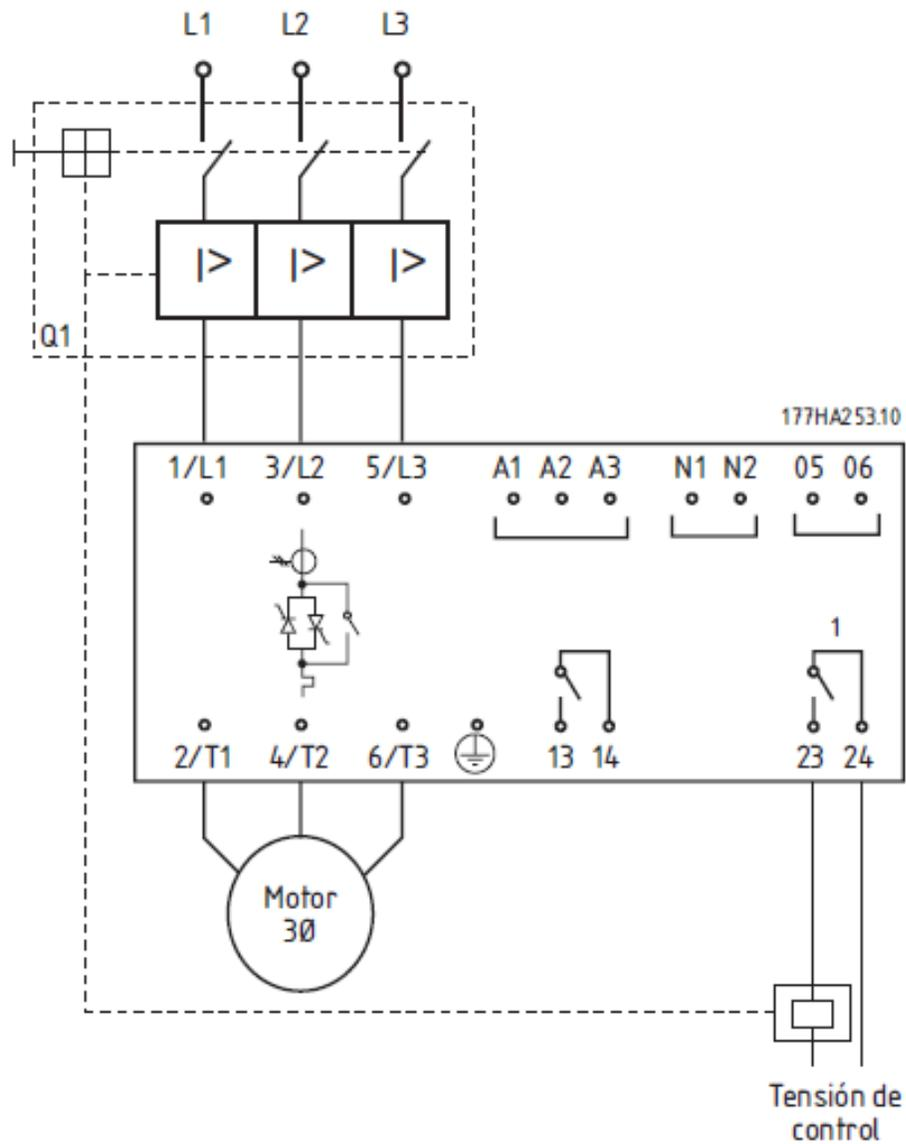 L1 L2 L3
|> |> |>
Q1
177HA253.10
1/L1 3/L2 5/L3 A1 A2 A3 N1 N2 05 06
1
2/T1 4/T2 6/T3 13 14 23 24
Motor
3Ø
Tensión de
control